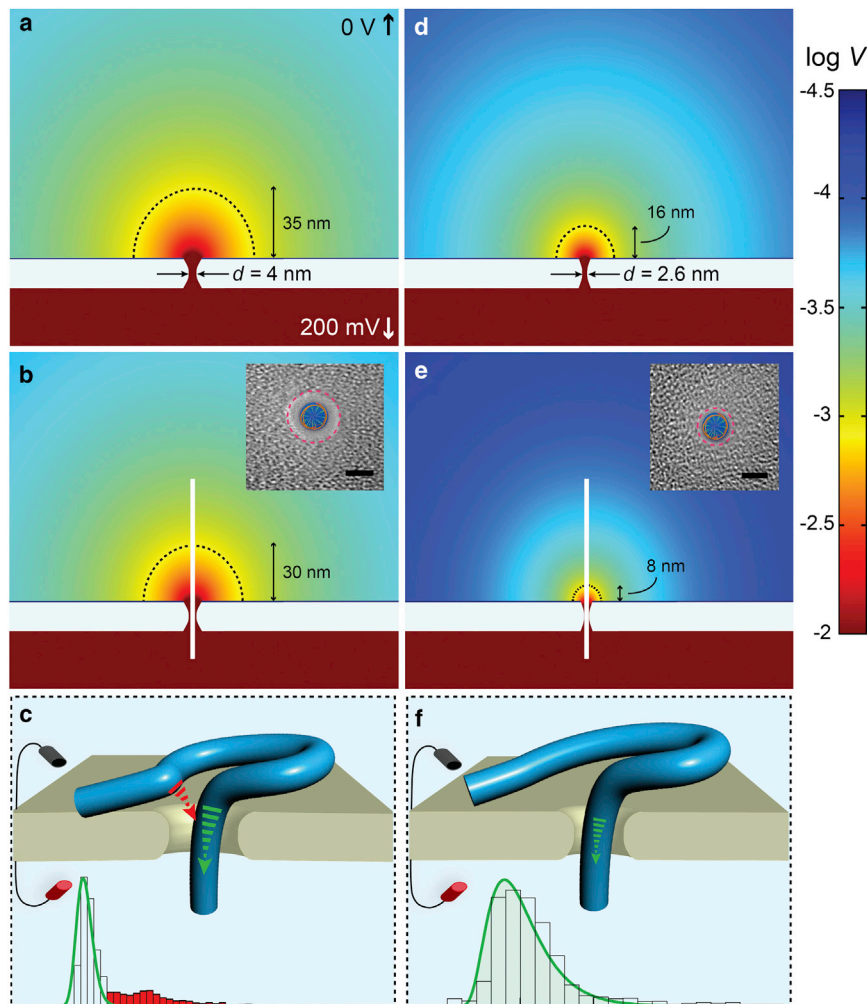 a
0 V ↑
35 nm
d = 4 nm
200 mV↓
d
16 nm
d = 2.6 nm
log V
-4.5
-4
-3.5
-3
-2.5
-2
b
30 nm
e
8 nm
c
f